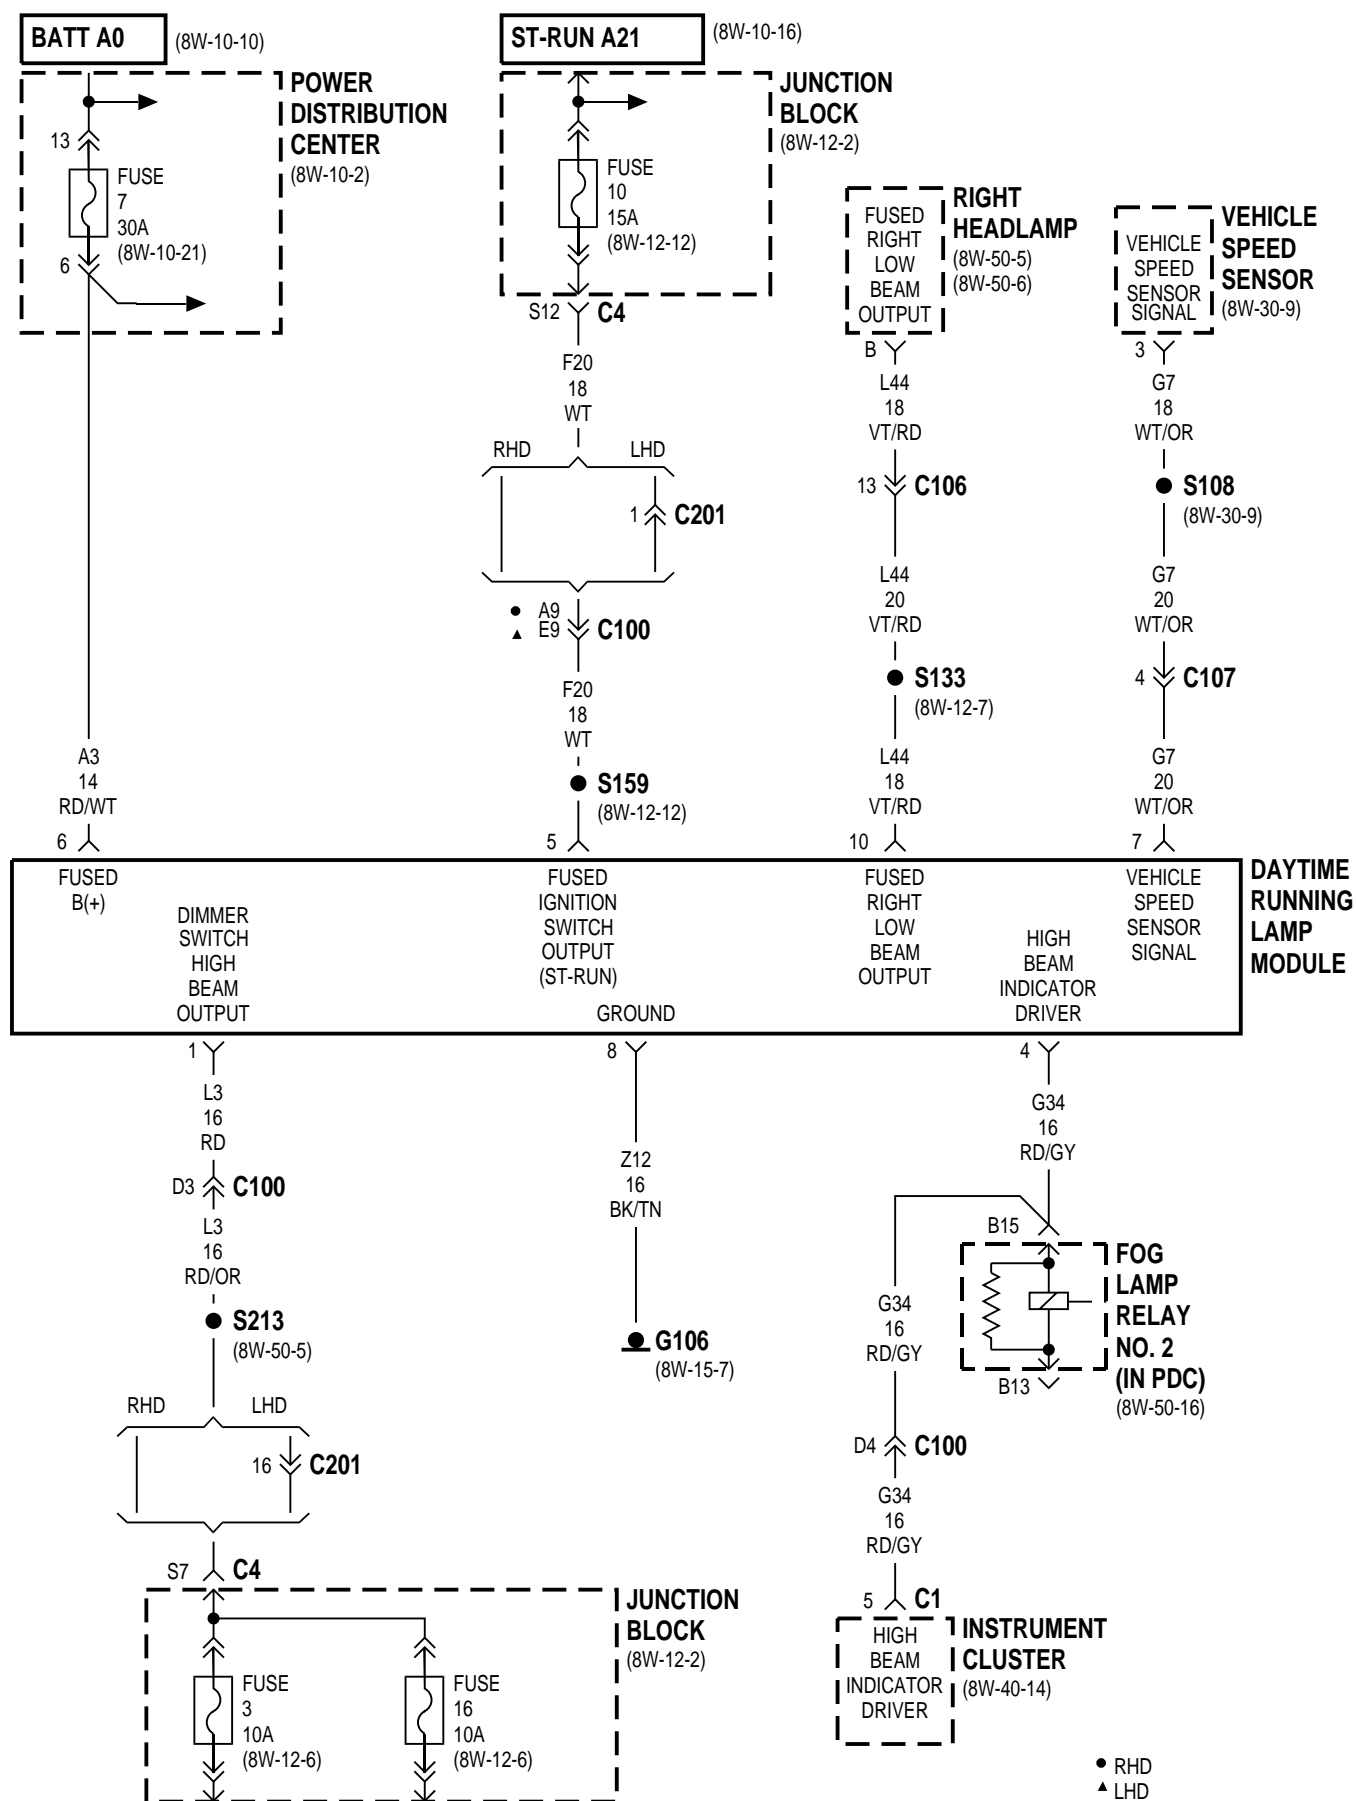 BATT A0
(8W-10-10)
ST-RUN A21
(8W-10-16)
POWER
DISTRIBUTION
CENTER
(8W-10-2)
13
FUSE
7
30A
(8W-10-21)
6
JUNCTION
BLOCK
(8W-12-2)
FUSE
10
15A
(8W-12-12)
S12
C4
FUSED
RIGHT
LOW
BEAM
OUTPUT
RIGHT
HEADLAMP
(8W-50-5)
(8W-50-6)
VEHICLE
SPEED
SENSOR
SIGNAL
VEHICLE
SPEED
SENSOR
(8W-30-9)
F20
18
WT
RHD
LHD
1
C201
● A9
▲ E9
C100
F20
18
WT
S159
(8W-12-12)
B
L44
18
VT/RD
13
C106
L44
20
VT/RD
S133
(8W-12-7)
L44
18
VT/RD
3
G7
18
WT/OR
S108
(8W-30-9)
G7
20
WT/OR
4
C107
G7
20
WT/OR
A3
14
RD/WT
6
5
10
7
FUSED
B(+)
DIMMER
SWITCH
HIGH
BEAM
OUTPUT
FUSED
IGNITION
SWITCH
OUTPUT
(ST-RUN)
GROUND
FUSED
RIGHT
LOW
BEAM
OUTPUT
HIGH
BEAM
INDICATOR
DRIVER
VEHICLE
SPEED
SENSOR
SIGNAL
DAYTIME
RUNNING
LAMP
MODULE
1
L3
16
RD
D3
C100
L3
16
RD/OR
S213
(8W-50-5)
RHD
LHD
16
C201
S7
C4
JUNCTION
BLOCK
(8W-12-2)
FUSE
3
10A
(8W-12-6)
FUSE
16
10A
(8W-12-6)
8
Z12
16
BK/TN
G106
(8W-15-7)
4
G34
16
RD/GY
B15
FOG
LAMP
RELAY
NO. 2
(IN PDC)
(8W-50-16)
B13
G34
16
RD/GY
D4
C100
G34
16
RD/GY
5
C1
HIGH
BEAM
INDICATOR
DRIVER
INSTRUMENT
CLUSTER
(8W-40-14)
● RHD
▲ LHD